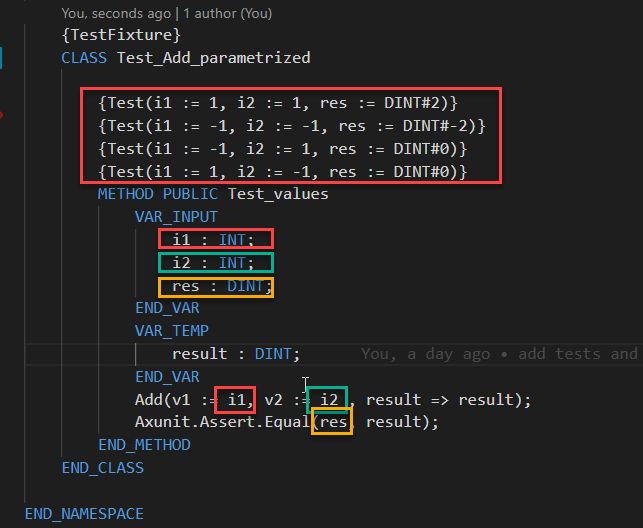 You, seconds ago | 1 author (You)
{TestFixture}
CLASS Test_Add_parametrized
{Test(i1 := 1, i2 := 1, res := DINT#2)}
{Test(i1 := -1, i2 := -1, res := DINT#-2)}
{Test(i1 := -1, i2 := 1, res := DINT#0)}
{Test(i1 := 1, i2 := -1, res := DINT#0)}
METHOD PUBLIC Test_values
VAR_INPUT
i1 : INT;
i2 : INT;
res : DINT;
END_VAR
VAR_TEMP
result : DINT; You, a day ago • add tests and
END_VAR
Add(v1 := i1, v2 := i2 , result => result);
Axunit.Assert.Equal(res, result);
END_METHOD
END_CLASS
END_NAMESPACE